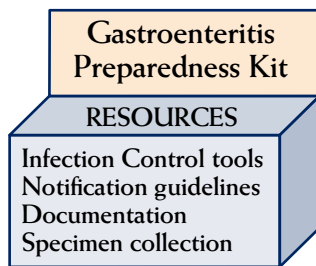 Gastroenteritis
Preparedness Kit
RESOURCES
Infection Control tools
Notification guidelines
Documentation
Specimen collection